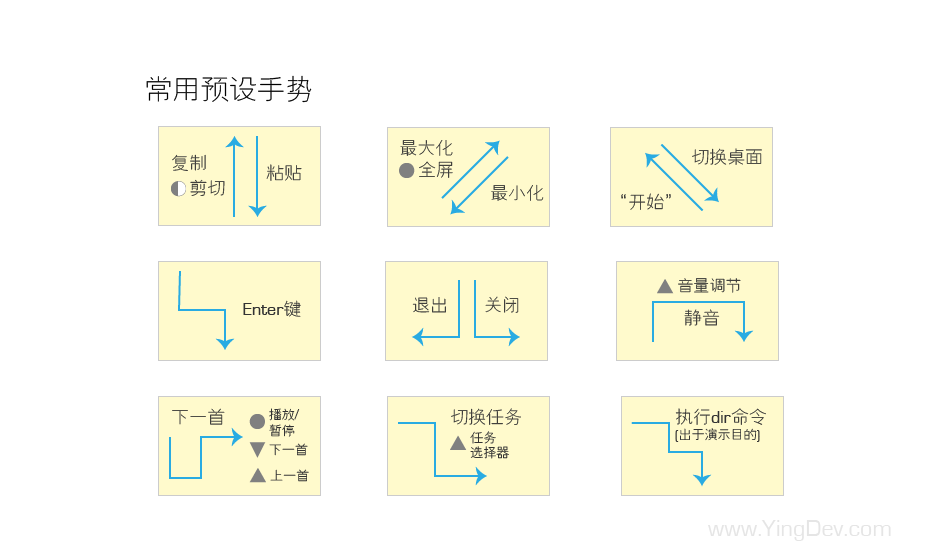 常用预设手势
复制
剪切
粘贴
最大化
全屏
最小化
切换桌面
“开始”
Enter键
退出
关闭
音量调节
静音
下一首
播放/
暂停
下一首
上一首
切换任务
任务
选择器
执行dir命令
(出于演示目的)
www.YingDev.com